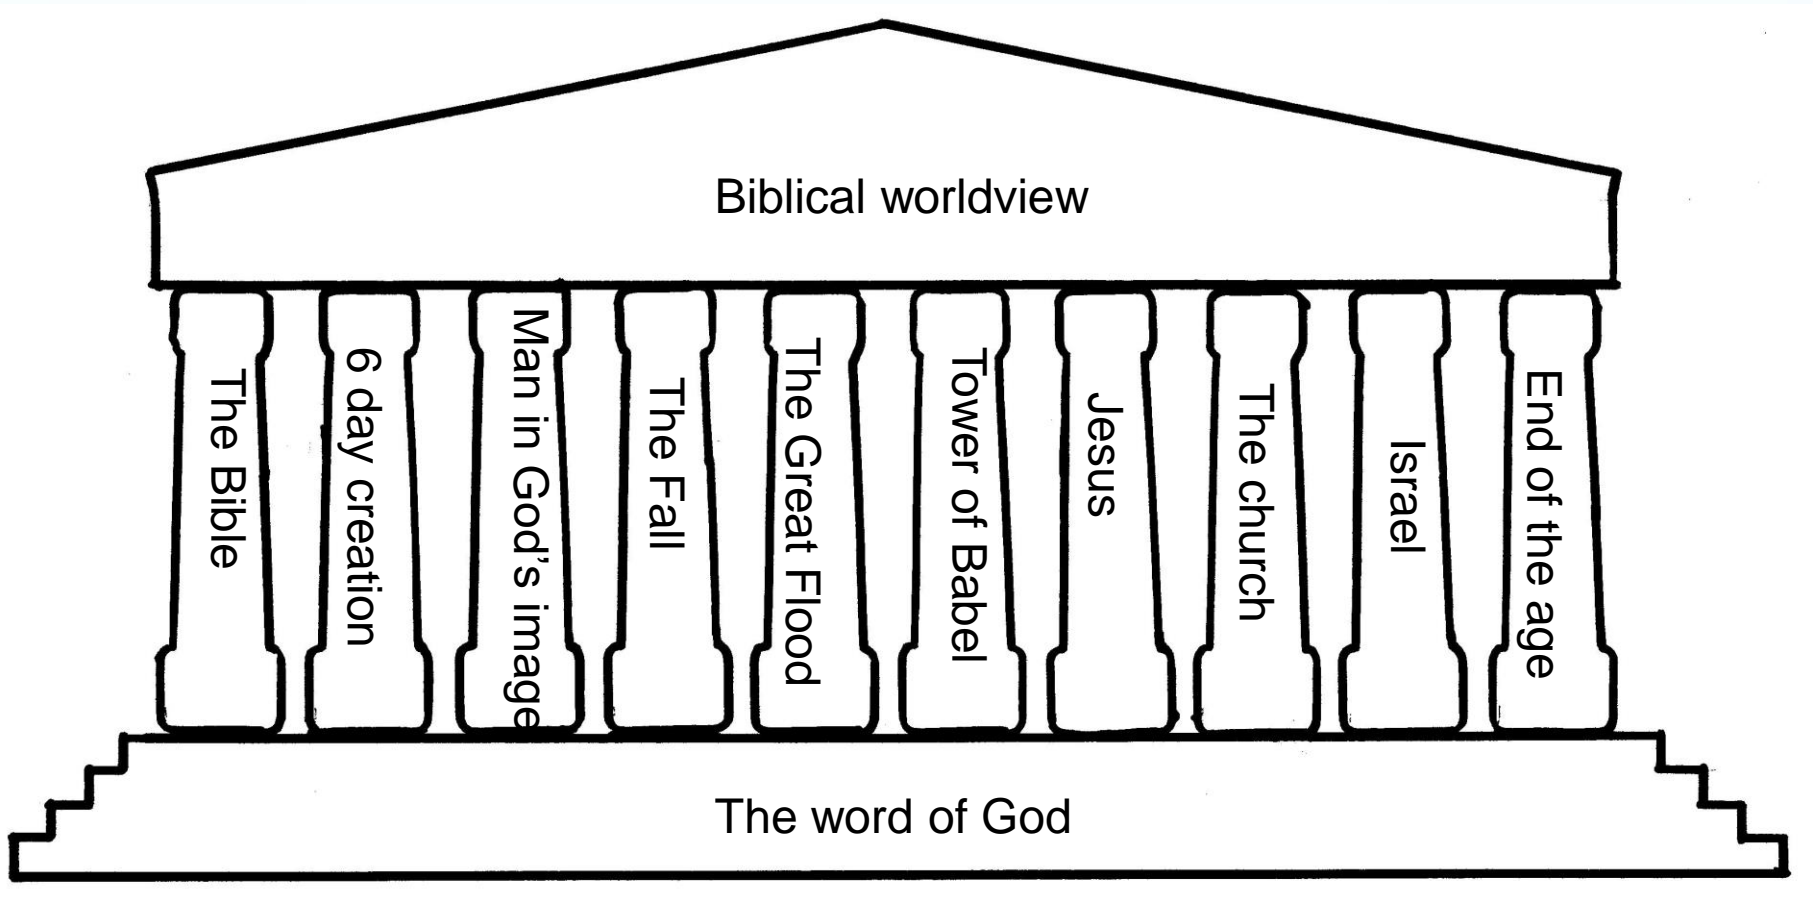 Biblical worldview
The Bible
6 day creation
Man in God’s image
The Fall
The Great Flood
Tower of Babel
Jesus
The church
Israel
End of the age
The word of God